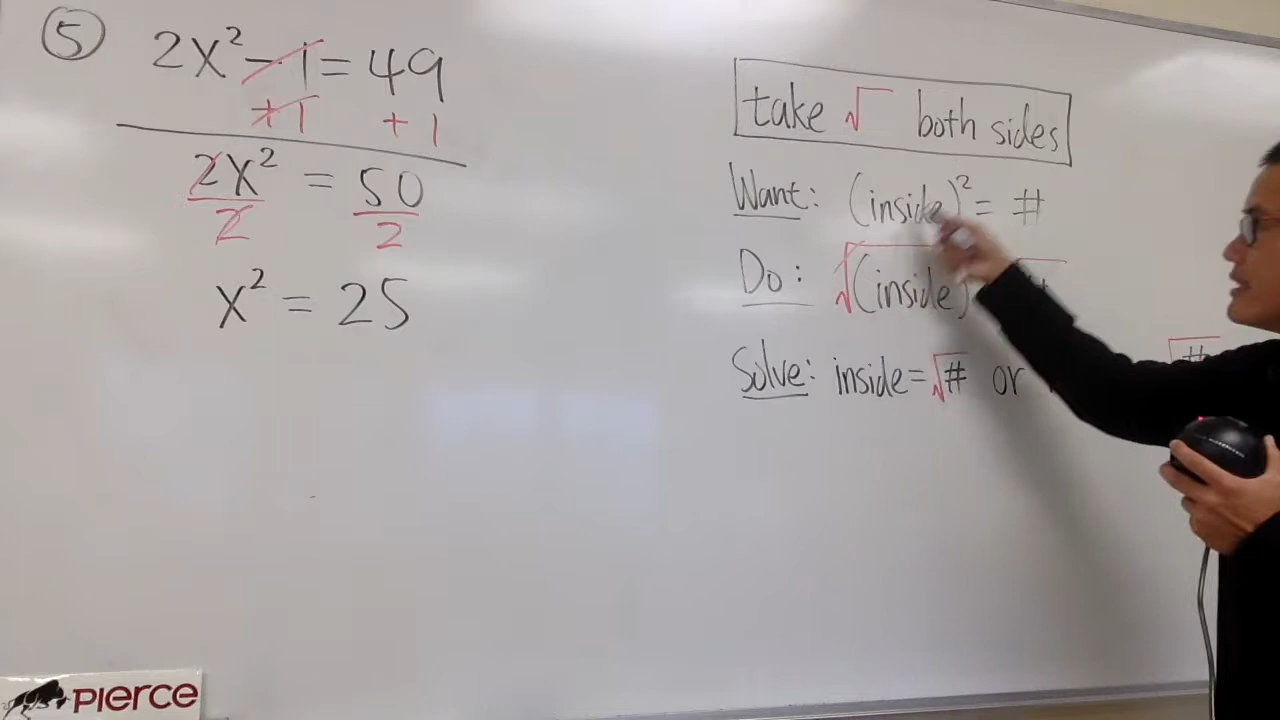 ⑤ 2x² - 1 = 49
+1 +1
2x² = 50
2 2
x² = 25
take √ both sides
Want: (inside)² = #
Do: √(inside)
Solve: inside = √# or
√#
PIERCE